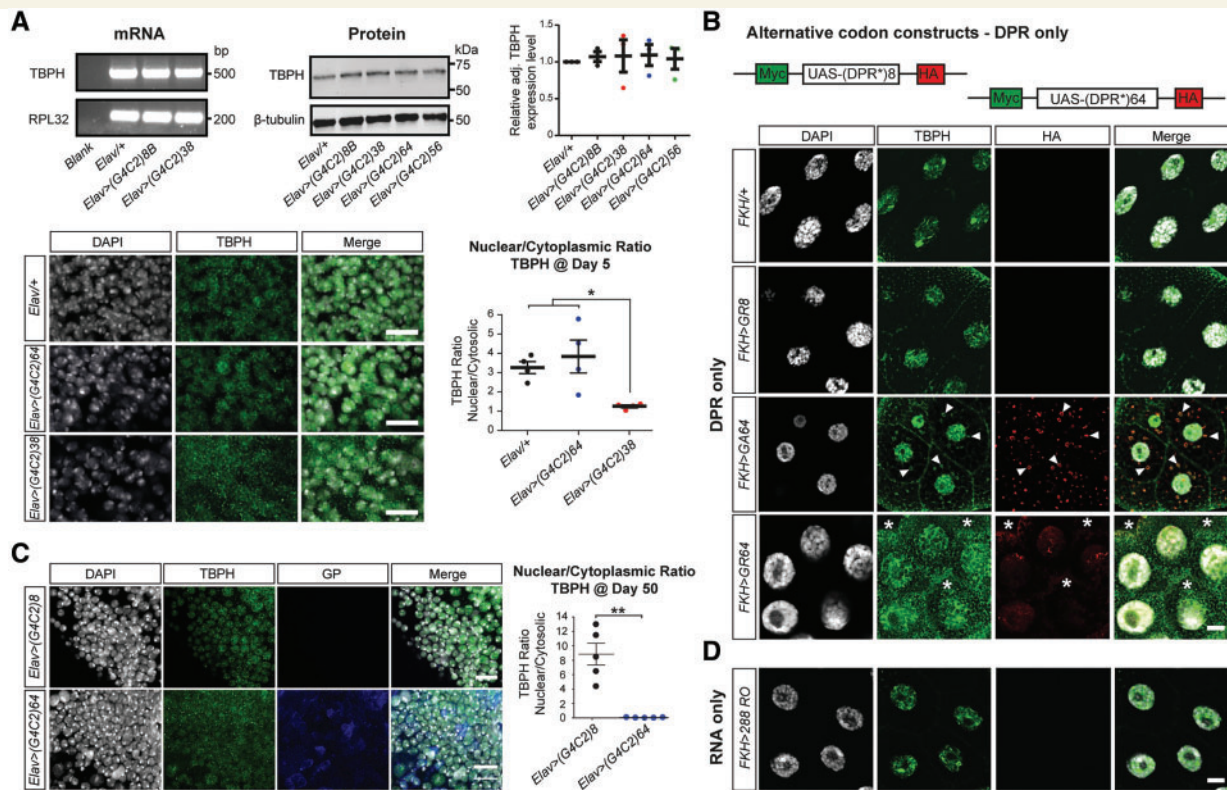 A
mRNA
bp
TBPH
500
RPL32
200
Blank
Elav/+
Elav>(G4C2)8B
Elav>(G4C2)38
Protein
kDa
TBPH
75
50
β-tubulin
50
Elav/+
Elav>(G4C2)8B
Elav>(G4C2)38
Elav>(G4C2)64
Elav>(G4C2)56
Relative adj. TBPH
expression level
1.5
1.0
0.5
0.0
Elav/+
Elav>(G4C2)8B
Elav>(G4C2)38
Elav>(G4C2)64
Elav>(G4C2)56
DAPI TBPH Merge
Elav/+
Elav>(G4C2)64
Elav>(G4C2)38
Nuclear/Cytoplasmic Ratio
TBPH @ Day 5
*
TBPH Ratio
Nuclear/Cytosolic
6
5
4
3
2
1
0
Elav/+
Elav>(G4C2)64
Elav>(G4C2)38
B
Alternative codon constructs - DPR only
Myc UAS-(DPR*)8 HA
Myc UAS-(DPR*)64 HA
DAPI TBPH HA Merge
DPR only
FKH/+
FKH>GR8
FKH>GA64
FKH>GR64
* * * * * *
* * *
C
DAPI TBPH GP Merge
Elav>(G4C2)8
Elav>(G4C2)64
Nuclear/Cytoplasmic Ratio
TBPH @ Day 50
**
TBPH Ratio
Nuclear/Cytosolic
14
12
10
8
6
4
2
0
Elav>(G4C2)8
Elav>(G4C2)64
D
RNA only
FKH>288 RO